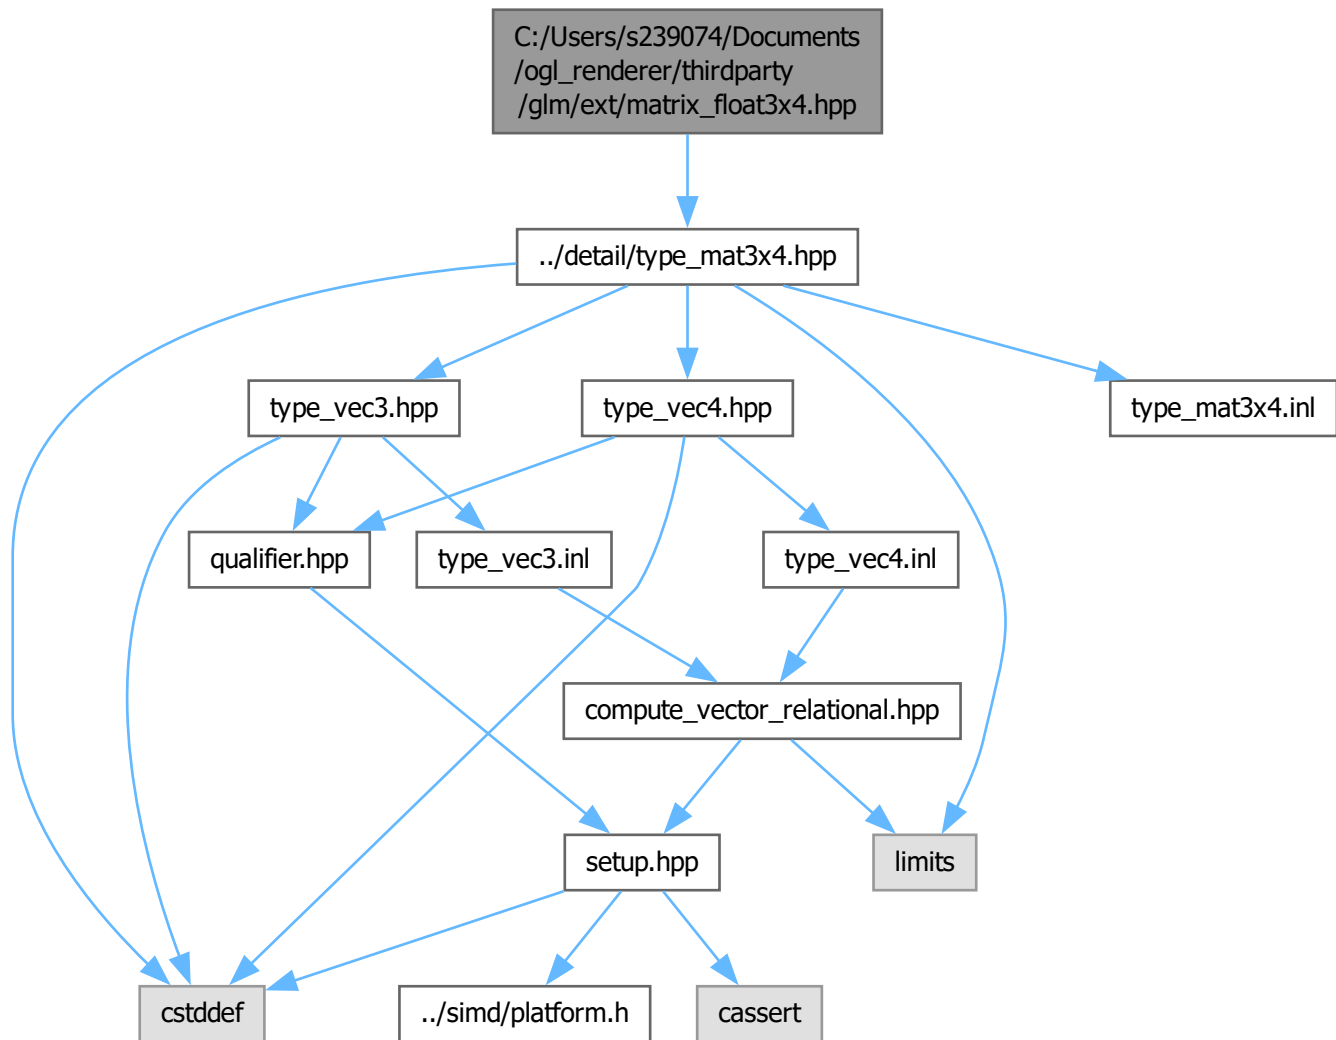 C:/Users/s239074/Documents
/ogl_renderer/thirdparty
/glm/ext/matrix_float3x4.hpp
../detail/type_mat3x4.hpp
type_vec3.hpp
type_vec4.hpp
type_mat3x4.inl
qualifier.hpp
type_vec3.inl
type_vec4.inl
compute_vector_relational.hpp
setup.hpp
limits
cstddef
../simd/platform.h
cassert